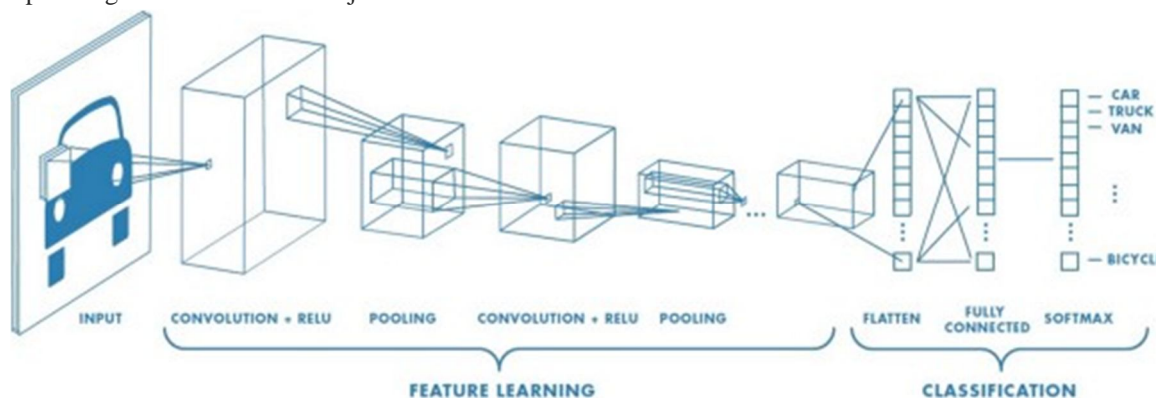 CAR
TRUCK
VAN
BICYCL
INPUT
CONVOLUTION + RELU
POOLING
CONVOLUTION + RELU
POOLING
FLATTEN
FULLY
CONNECTED
SOFTMAX
FEATURE LEARNING
CLASSIFICATION